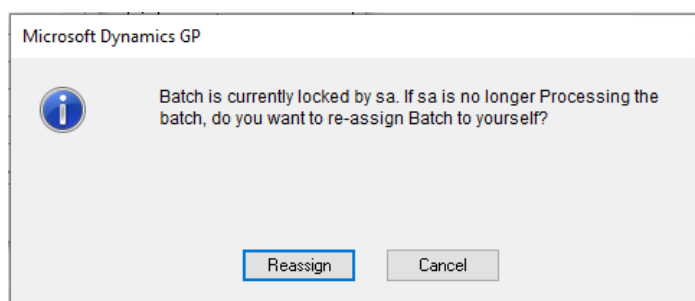 Microsoft Dynamics GP
Batch is currently locked by sa. If sa is no longer Processing the
batch, do you want to re-assign Batch to yourself?
Reassign
Cancel